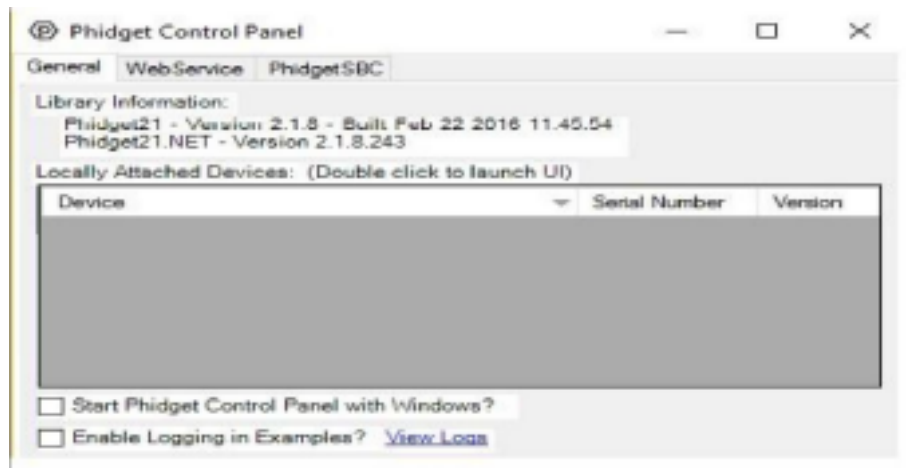 Phidget Control Panel
General WebService PhidgetSBC
Library Information:
Phidget21 - Version 2.1.8 - Built Feb 22 2016 11.45.54
Phidget21.NET - Version 2.1.8.243
Locally Attached Devices: (Double click to launch UI)
Device Serial Number Version
Start Phidget Control Panel with Windows?
Enable Logging in Examples? View Logs